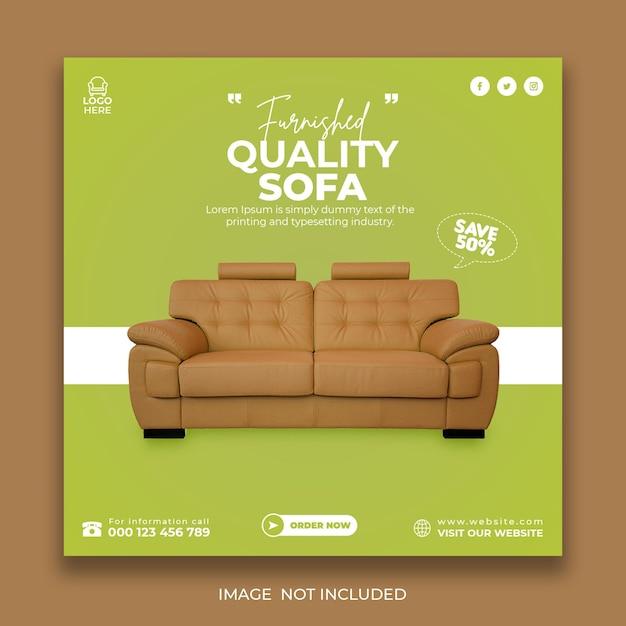 LOGO
HERE
" Furnished "
QUALITY
SOFA
Lorem Ipsum is simply dummy text of the
printing and typesetting industry.
SAVE
50%
For information call
000 123 456 789
ORDER NOW
www.website.com
VISIT OUR WEBSITE
IMAGE NOT INCLUDED